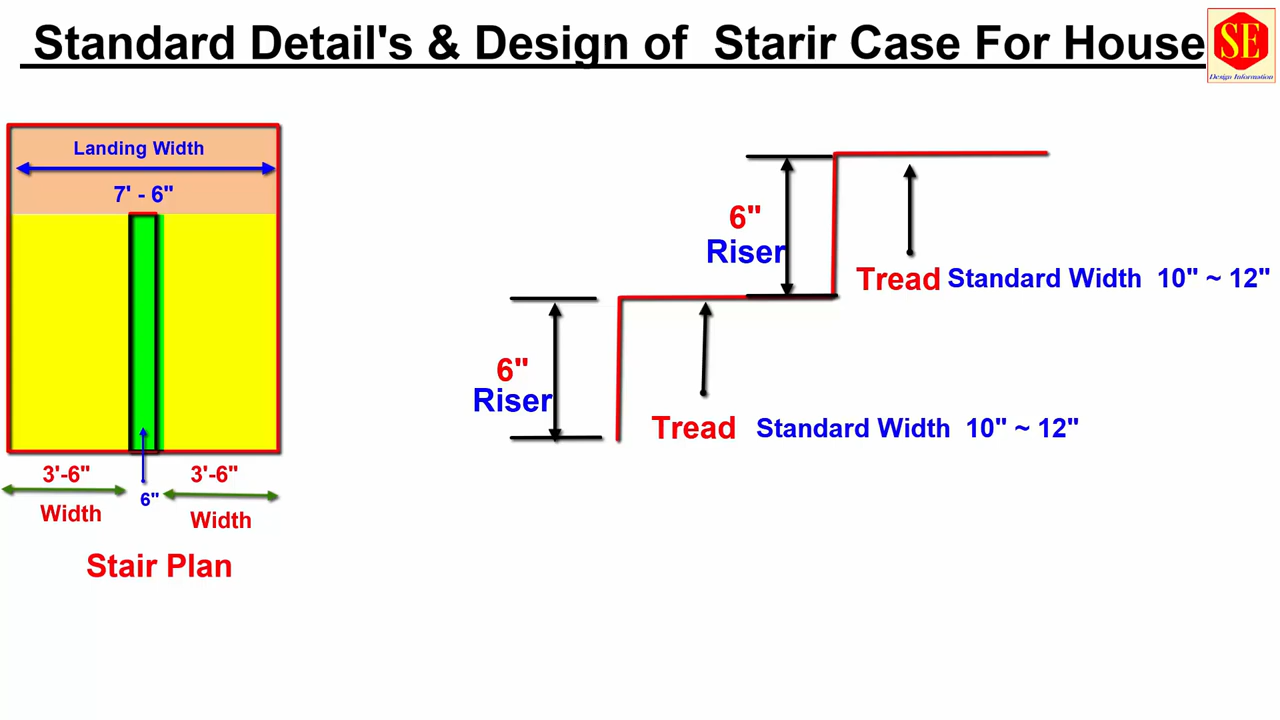 Standard Detail's & Design of Starir Case For House
SE
Design Information
Landing Width
7' - 6"
3'-6"
Width
6"
3'-6"
Width
Stair Plan
6"
Riser
Tread Standard Width 10" ~ 12"
6"
Riser
Tread Standard Width 10" ~ 12"